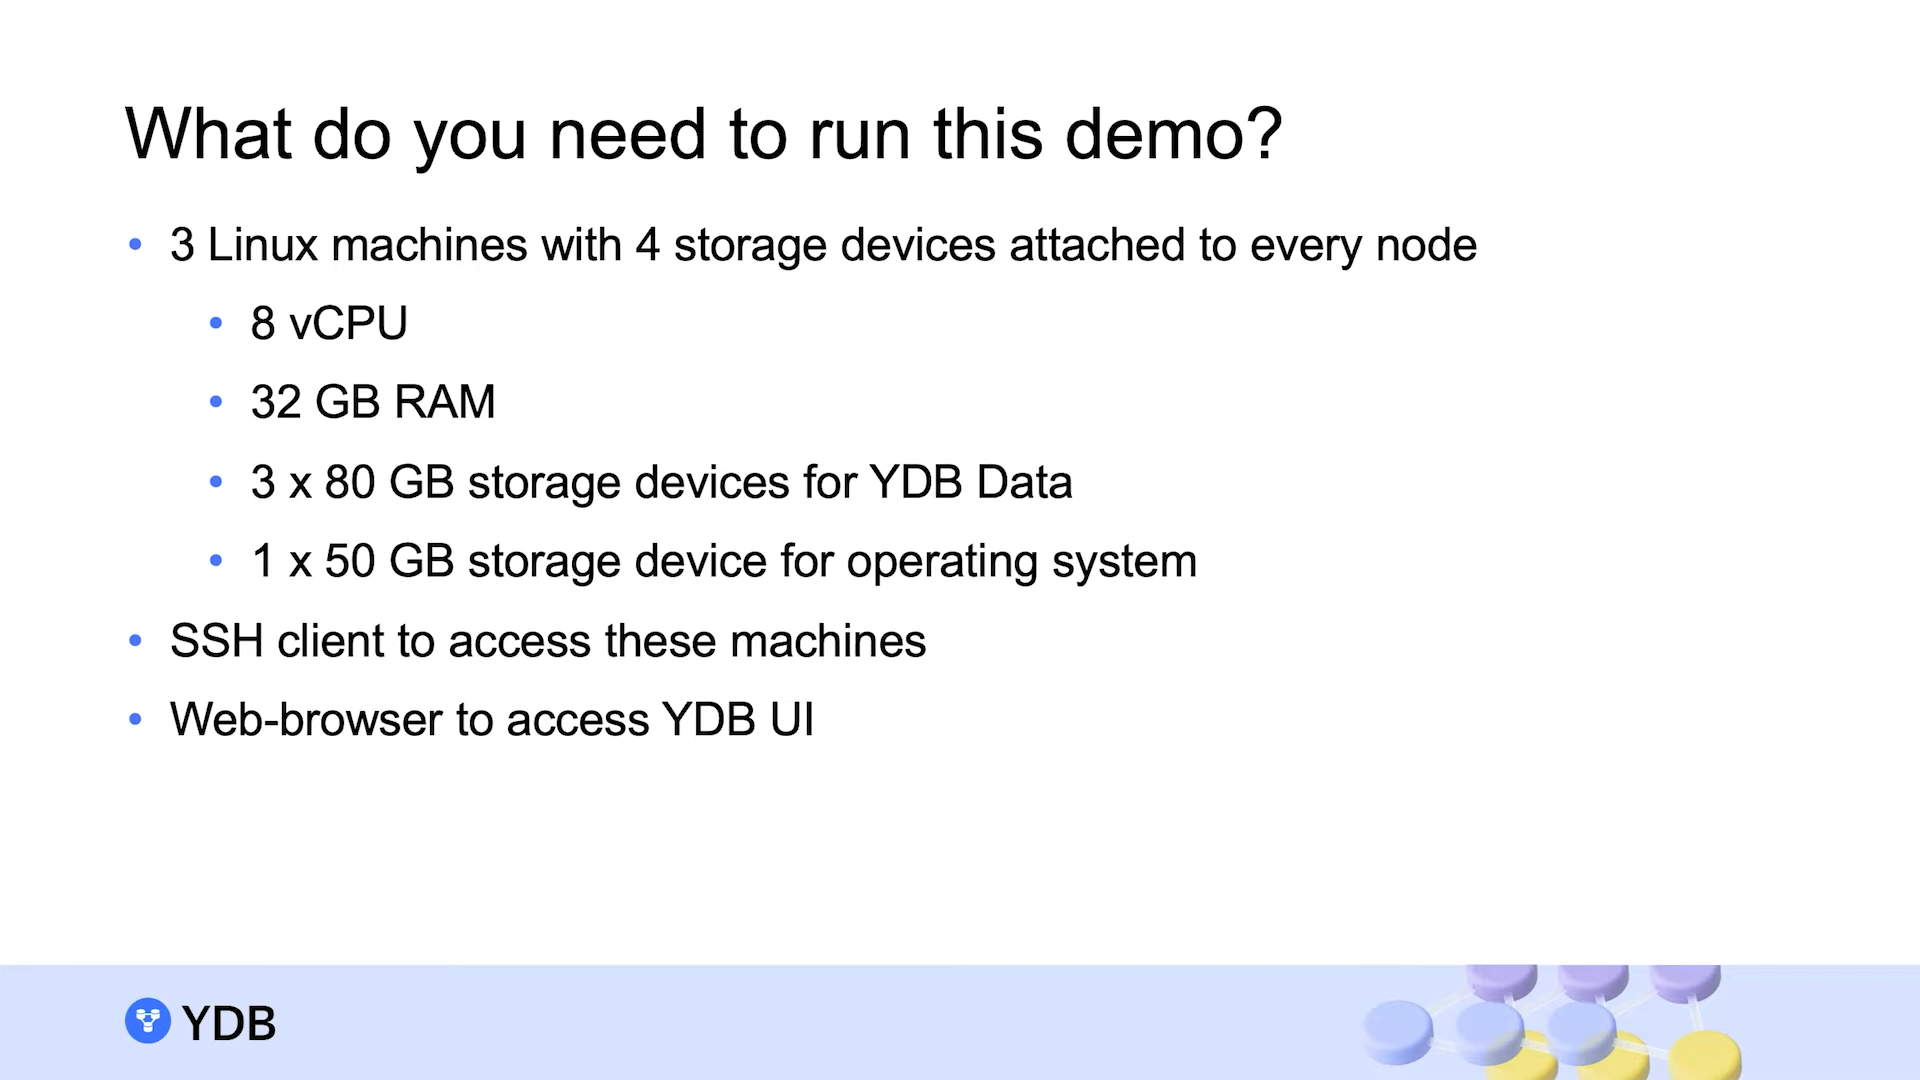 What do you need to run this demo?
• 3 Linux machines with 4 storage devices attached to every node
• 8 vCPU
• 32 GB RAM
• 3 x 80 GB storage devices for YDB Data
• 1 x 50 GB storage device for operating system
• SSH client to access these machines
• Web-browser to access YDB UI
YDB